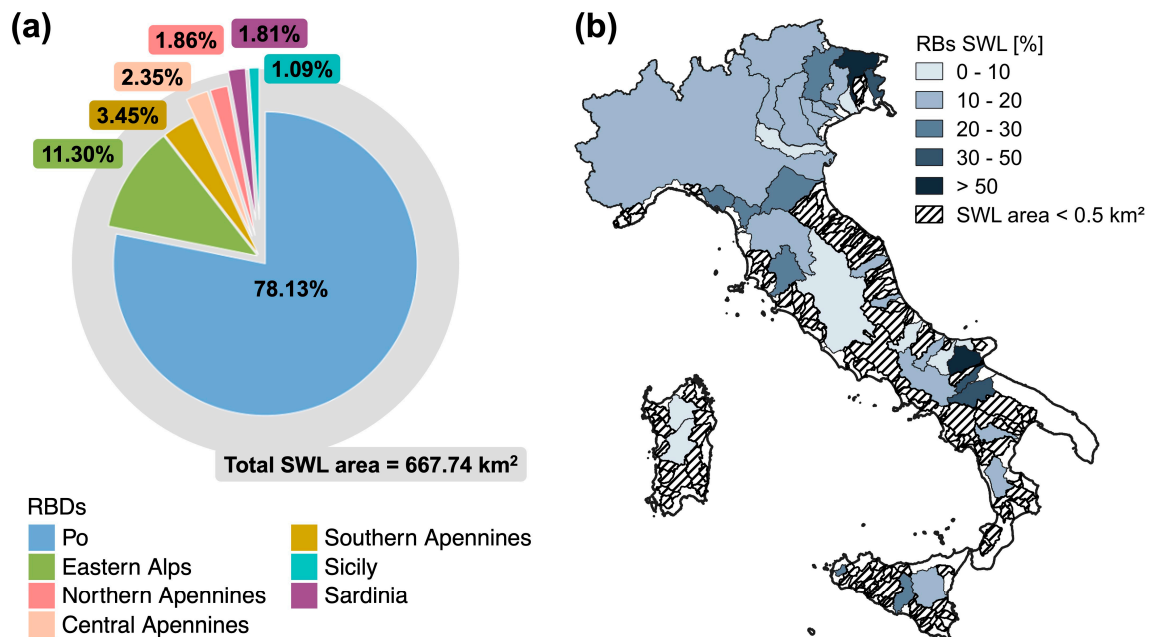 (a)
1.86%
1.81%
2.35%
1.09%
3.45%
11.30%
78.13%
Total SWL area = 667.74 km²
RBDs
Po
Eastern Alps
Northern Apennines
Central Apennines
Southern Apennines
Sicily
Sardinia
(b)
RBs SWL [%]
0 - 10
10 - 20
20 - 30
30 - 50
> 50
SWL area < 0.5 km²